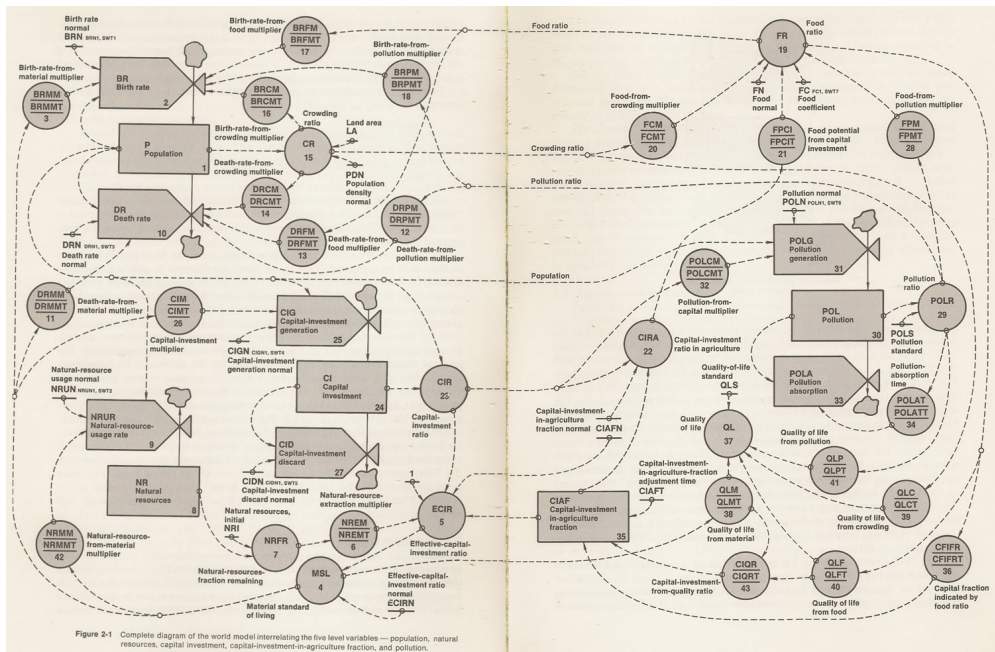 Birth rate
normal
BRN BRN1, SWT1
BR
Birth rate
2
Birth-rate-from-
food multiplier
BRFM
BRFMT
17
Birth-rate-from-
pollution multiplier
BRPM
BRPMT
18
Birth-rate-from-
material multiplier
BRMM
BRMMT
3
BRCM
BRCMT
16
Birth-rate-from-
crowding multiplier
Crowding
ratio
Land area
LA
CR
15
PDN
Population
density
normal
P
Population
1
Death-rate-from-
crowding multiplier
DRCM
DRCMT
14
DR
Death rate
10
DRN DRN1, SWT3
Death rate
normal
DRFM
DRFMT
13
Death-rate-from-
food multiplier
DRPM
DRPMT
12
Death-rate-from-
pollution multiplier
DRMM
DRMMT
11
Death-rate-from-
material multiplier
CIM
CIMT
26
Capital-investment
multiplier
CIG
Capital-investment
generation
25
CIGN CIGN1, SWT4
Capital-investment
generation normal
CI
Capital
investment
24
CIR
23
Capital-
investment
ratio
CID
Capital-investment
discard
27
CIDN CIDN1, SWT5
Capital-investment
discard normal
Natural-resource
usage normal
NRUN NRUN1, SWT2
NRUR
Natural-resource-
usage rate
9
NR
Natural
resources
8
Natural resources,
initial
NRI
NRFR
7
Natural-resources-
fraction remaining
Natural-resource-
extraction multiplier
NREM
NREMT
6
1
ECIR
5
Effective-capital-
investment ratio
NRMM
NRMMT
42
Natural-resource-
from-material
multiplier
MSL
4
Material standard
of living
Effective-capital-
investment ratio
normal
ECIRN
Figure 2-1 Complete diagram of the world model interrelating the five level variables — population, natural
resources, capital investment, capital-investment-in-agriculture fraction, and pollution.
Food ratio
Crowding ratio
Pollution ratio
Population
FR
19
Food
ratio
FN
Food
normal
FC FC1, SWT7
Food
coefficient
Food-from-
crowding multiplier
FCM
FCMT
20
FPCI
FPCIT
21
Food potential
from capital
investment
Food-from-
pollution multiplier
FPM
FPMT
28
Pollution normal
POLN POLN1, SWT6
POLG
Pollution
generation
31
POLCM
POLCMT
32
Pollution-from-
capital multiplier
POL
Pollution
30
Pollution
ratio
POLR
29
POLS
Pollution
standard
CIRA
22
Capital-investment
ratio in agriculture
POLA
Pollution
absorption
33
Pollution-
absorption
time
POLAT
POLATT
34
Quality-of-life
standard
QLS
Quality
of life
QL
37
Capital-investment-
in-agriculture
fraction normal
CIAFN
Quality of life
from pollution
QLP
QLPT
41
QLC
QLCT
39
Quality of life
from crowding
Capital-investment-
in-agriculture-fraction
adjustment time
CIAFT
QLM
QLMT
38
Quality of life
from material
CIAF
Capital-investment
in-agriculture
fraction
35
CIQR
CIQRT
43
Capital-investment-
from-quality ratio
QLF
QLFT
40
Quality of life
from food
CFIFR
CFIFRT
36
Capital fraction
indicated by
food ratio